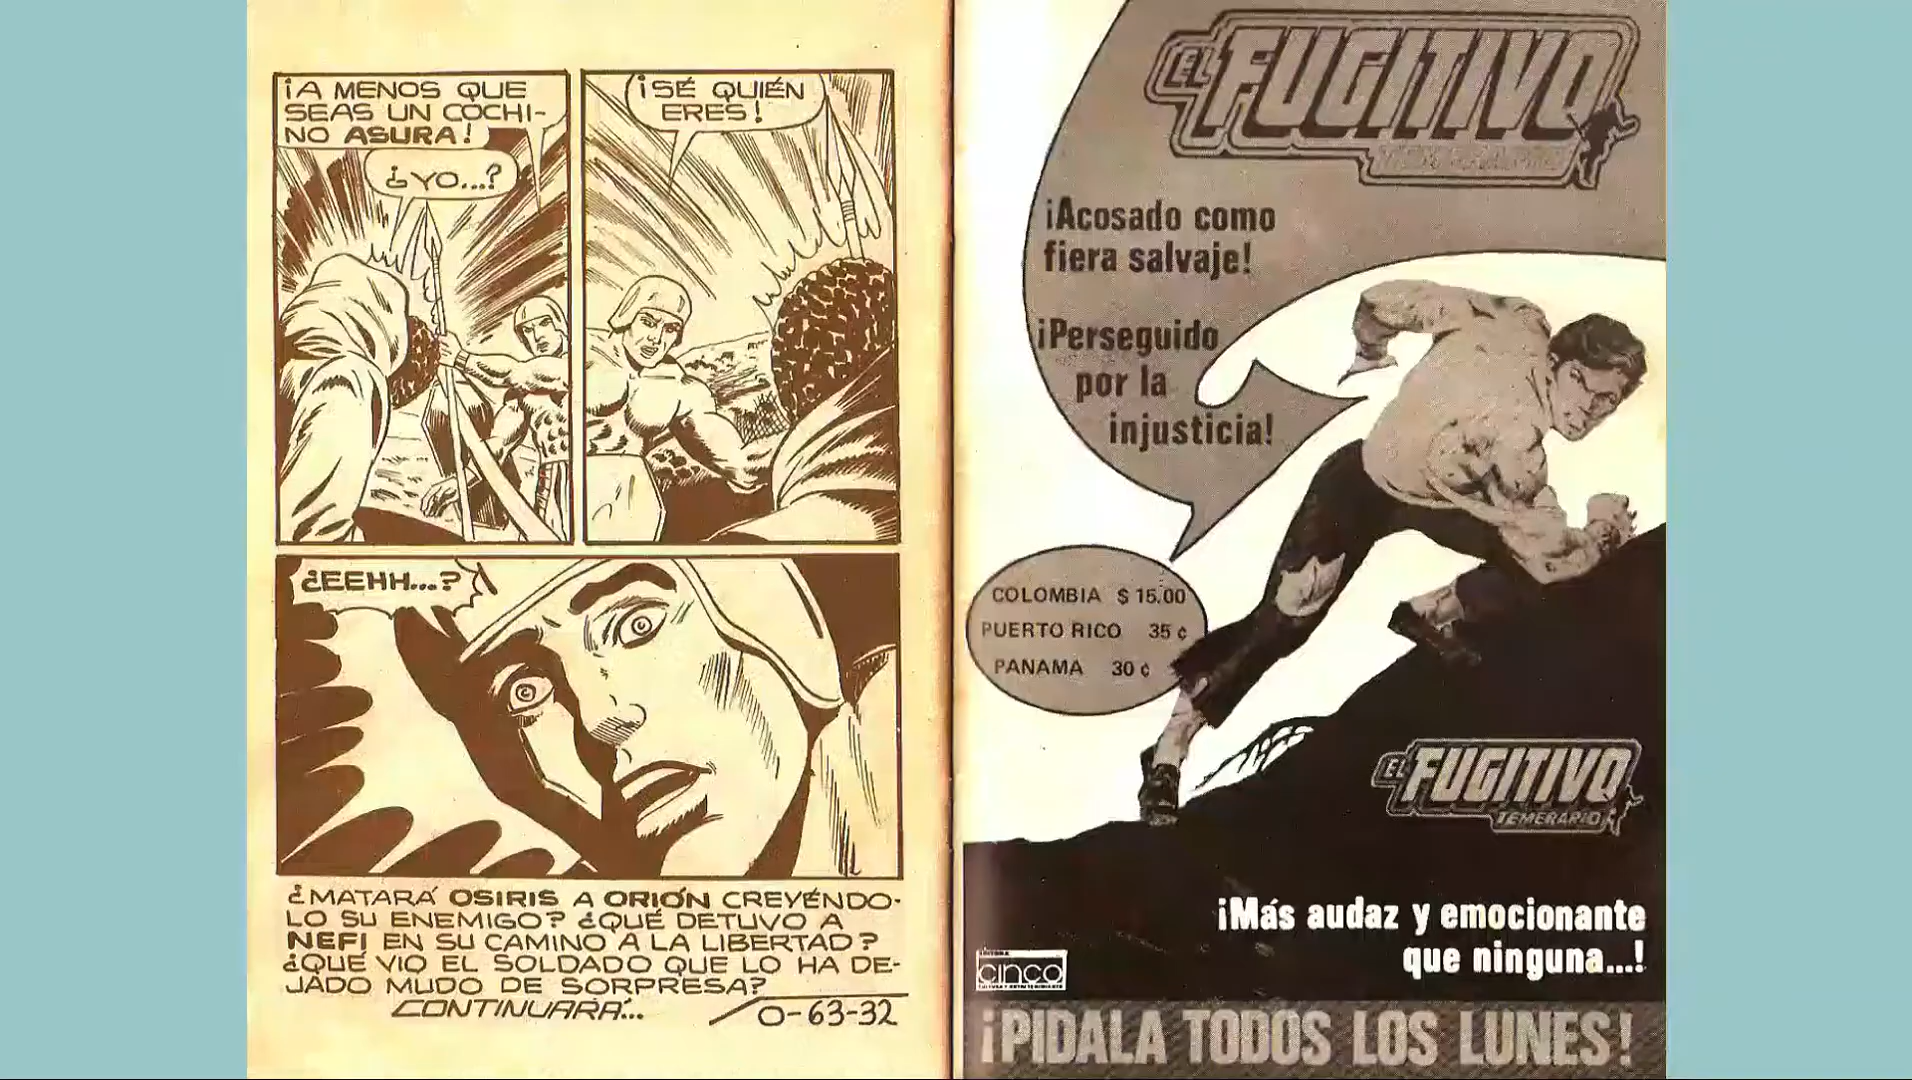 ¡A MENOS QUE
SEAS UN COCHI-
NO ASURA!
¿YO...?
¡SÉ QUIÉN
ERES!
¿EEHH...?
¿MATARÁ OSIRIS A ORIÓN CREYÉNDO-
LO SU ENEMIGO? ¿QUÉ DETUVO A
NEFI EN SU CAMINO A LA LIBERTAD?
¿QUÉ VIO EL SOLDADO QUE LO HA DE-
JADO MUDO DE SORPRESA?
CONTINUARÁ...
O-63-32
EL FUGITIVO
TEMERARIO
¡Acosado como
fiera salvaje!
¡Perseguido
por la
injusticia!
COLOMBIA $ 15.00
PUERTO RICO 35 ¢
PANAMA 30 ¢
EL FUGITIVO
TEMERARIO
¡Más audaz y emocionante
que ninguna...!
EDITORA
cinco
¡PIDALA TODOS LOS LUNES!